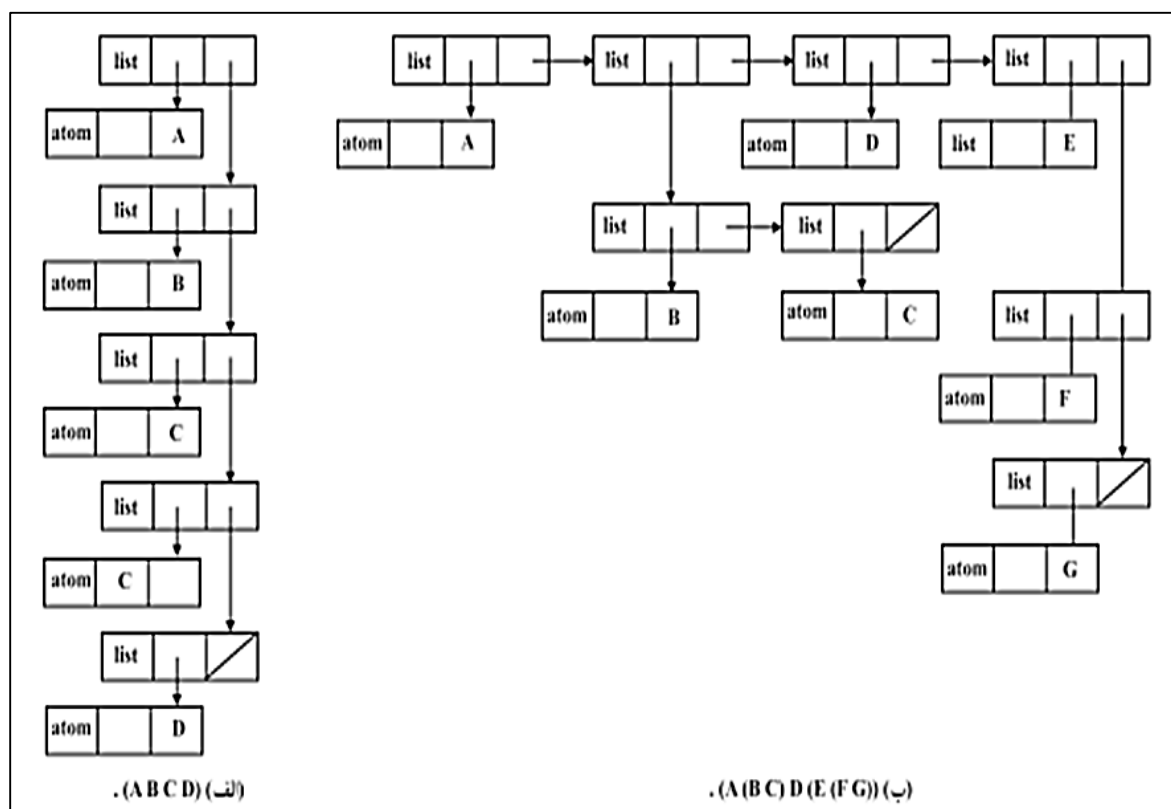 list
atom A
list
atom B
list
atom C
list
atom C
list
atom D
(الف) (A B C D) .
list list list list
atom A atom D list E
list list
atom B atom C
list
atom F
list
atom G
(ب) (A (B C) D (E (F G)) .